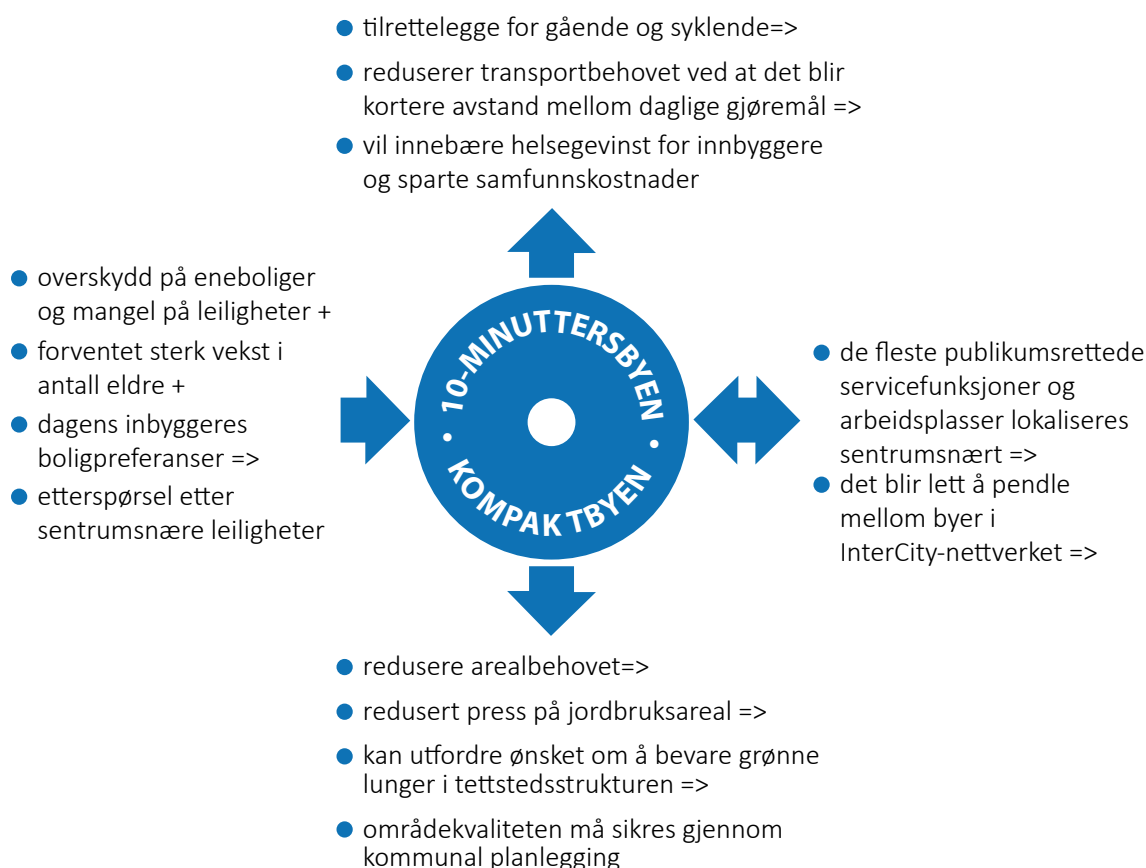 tilrettelegge for gående og syklende=>
reduserer transportbehovet ved at det blir
kortere avstand mellom daglige gjøremål =>
vil innebære helsegevinst for innbyggere
og sparte samfunnskostnader
overskydd på eneboliger
og mangel på leiligheter +
forventet sterk vekst i
antall eldre +
dagens inbyggeres
boligpreferanser =>
etterspørsel etter
sentrumsnære leiligheter
10-MINUTTERSBYEN
• KOMPAKTBYEN •
de fleste publikumsrettede
servicefunksjoner og
arbeidsplasser lokaliseres
sentrumsnært =>
det blir lett å pendle
mellom byer i
InterCity-nettverket =>
redusere arealbehovet=>
redusert press på jordbruksareal =>
kan utfordre ønsket om å bevare grønne
lunger i tettstedsstrukturen =>
områdekvaliteten må sikres gjennom
kommunal planlegging